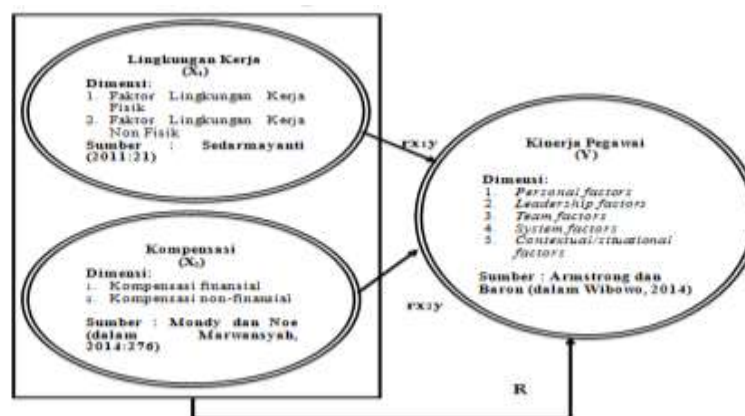 Lingkungan Kerja
(X₁)
Dimensi:
1. Faktor Lingkungan Kerja
Fisik
2. Faktor Lingkungan Kerja
Non Fisik
Sumber : Sedarmayanti
(2011:21)
rx₁y
Kinerja Pegawai
(Y)
Dimensi:
1. Personal factors
2. Leadership factors
3. Team factors
4. System factors
5. Contextual/situational
factors
Sumber : Armstrong dan
Baron (dalam Wibowo, 2014)
Kompensasi
(X₂)
Dimensi:
1. Kompensasi finansial
2. Kompensasi non-finansial
Sumber : Mondy dan Noe
(dalam Marwansyah,
2014:276)
rx₂y
R